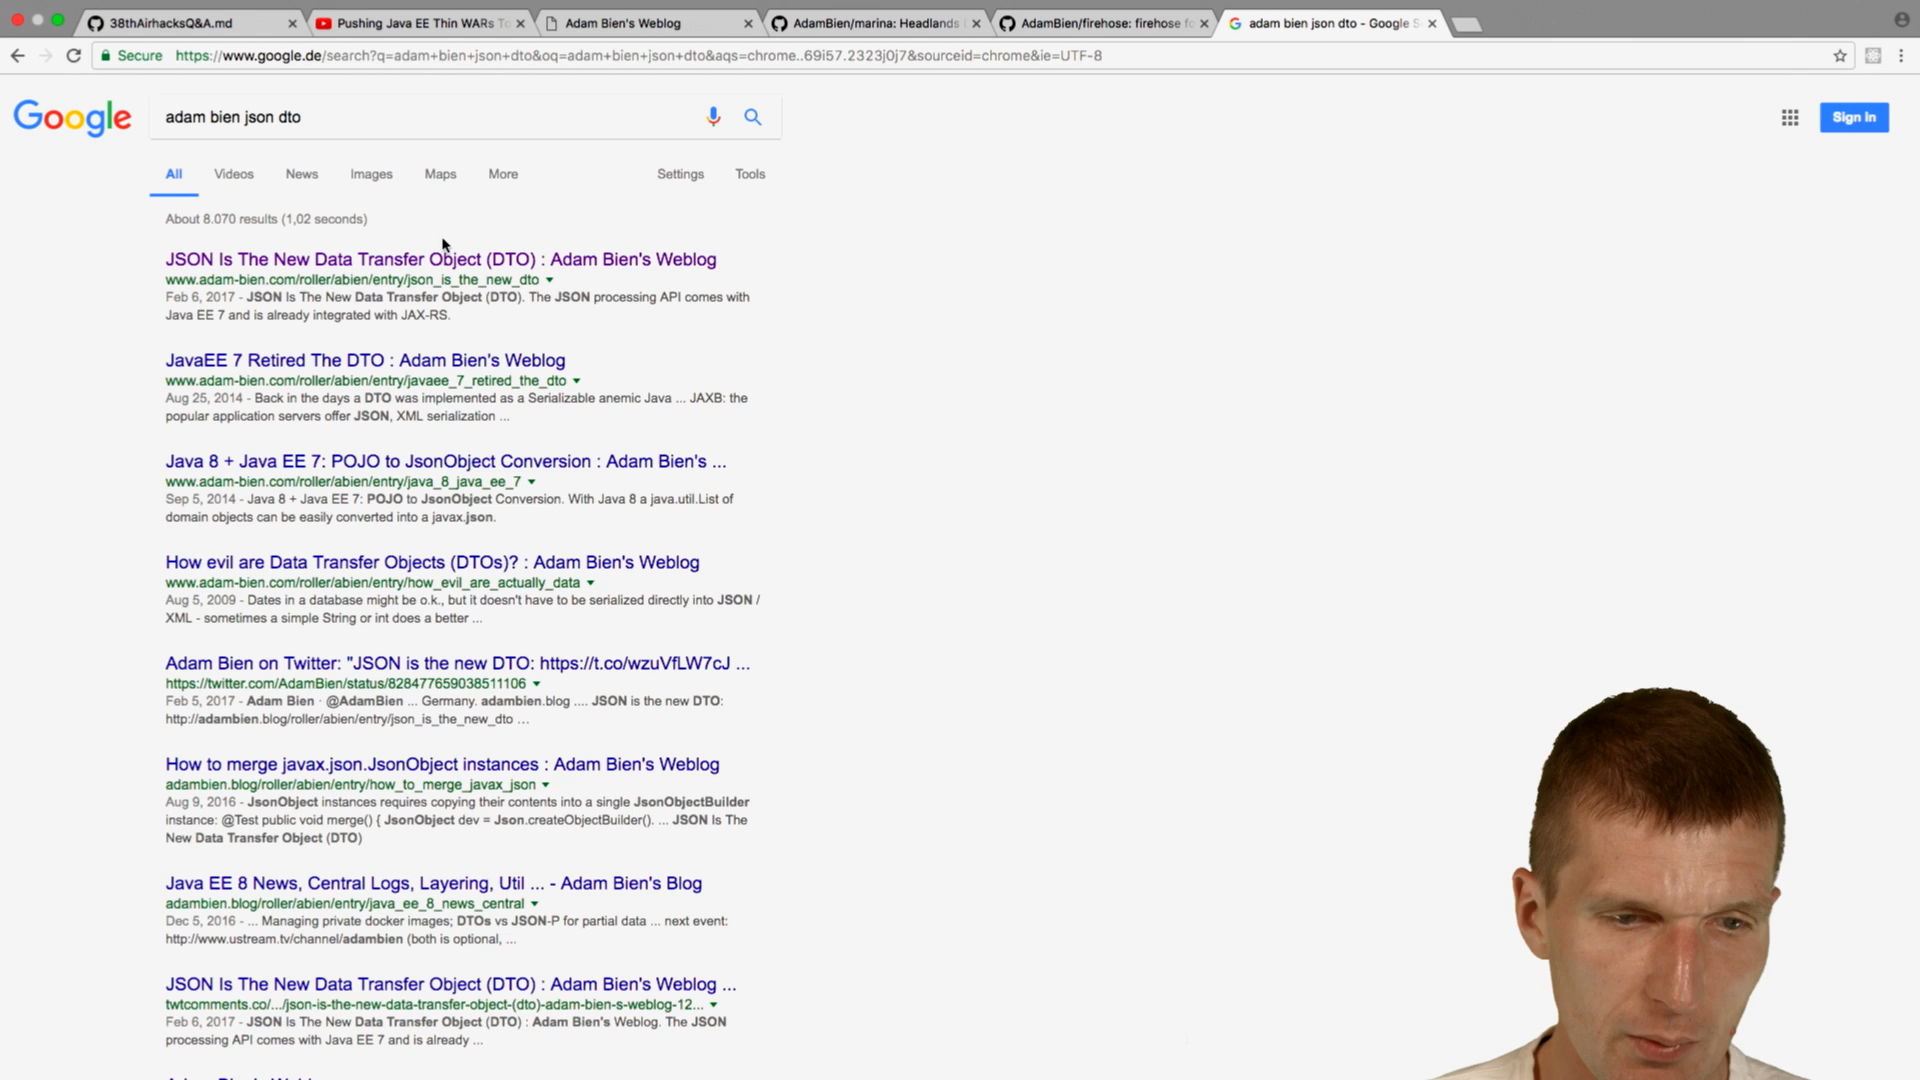 38thAirhacksQ&A.md
Pushing Java EE Thin WARs To
Adam Bien's Weblog
AdamBien/marina: Headlands
AdamBien/firehose: firehose fo
adam bien json dto - Google S
Secure https://www.google.de/search?q=adam+bien+json+dto&oq=adam+bien+json+dto&aqs=chrome..69i57.2323j0j7&sourceid=chrome&ie=UTF-8
Google
adam bien json dto
Sign in
All Videos News Images Maps More Settings Tools
About 8.070 results (1,02 seconds)
JSON Is The New Data Transfer Object (DTO) : Adam Bien's Weblog
www.adam-bien.com/roller/abien/entry/json_is_the_new_dto
Feb 6, 2017 - JSON Is The New Data Transfer Object (DTO). The JSON processing API comes with
Java EE 7 and is already integrated with JAX-RS.
JavaEE 7 Retired The DTO : Adam Bien's Weblog
www.adam-bien.com/roller/abien/entry/javaee_7_retired_the_dto
Aug 25, 2014 - Back in the days a DTO was implemented as a Serializable anemic Java ... JAXB: the
popular application servers offer JSON, XML serialization ...
Java 8 + Java EE 7: POJO to JsonObject Conversion : Adam Bien's ...
www.adam-bien.com/roller/abien/entry/java_8_java_ee_7
Sep 5, 2014 - Java 8 + Java EE 7: POJO to JsonObject Conversion. With Java 8 a java.util.List of
domain objects can be easily converted into a javax.json.
How evil are Data Transfer Objects (DTOs)? : Adam Bien's Weblog
www.adam-bien.com/roller/abien/entry/how_evil_are_actually_data
Aug 5, 2009 - Dates in a database might be o.k., but it doesn't have to be serialized directly into JSON /
XML - sometimes a simple String or int does a better ...
Adam Bien on Twitter: "JSON is the new DTO: https://t.co/wzuVfLW7cJ ...
https://twitter.com/AdamBien/status/828477659038511106
Feb 5, 2017 - Adam Bien · @AdamBien ... Germany. adambien.blog .... JSON is the new DTO:
http://adambien.blog/roller/abien/entry/json_is_the_new_dto ...
How to merge javax.json.JsonObject instances : Adam Bien's Weblog
adambien.blog/roller/abien/entry/how_to_merge_javax_json
Aug 9, 2016 - JsonObject instances requires copying their contents into a single JsonObjectBuilder
instance: @Test public void merge() { JsonObject dev = Json.createObjectBuilder(). ... JSON Is The
New Data Transfer Object (DTO)
Java EE 8 News, Central Logs, Layering, Util ... - Adam Bien's Blog
adambien.blog/roller/abien/entry/java_ee_8_news_central
Dec 5, 2016 - ... Managing private docker images; DTOs vs JSON-P for partial data ... next event:
http://www.ustream.tv/channel/adambien (both is optional, ...
JSON Is The New Data Transfer Object (DTO) : Adam Bien's Weblog ...
twtcomments.co/.../json-is-the-new-data-transfer-object-(dto)-adam-bien-s-weblog-12...
Feb 6, 2017 - JSON Is The New Data Transfer Object (DTO) : Adam Bien's Weblog. The JSON
processing API comes with Java EE 7 and is already ...